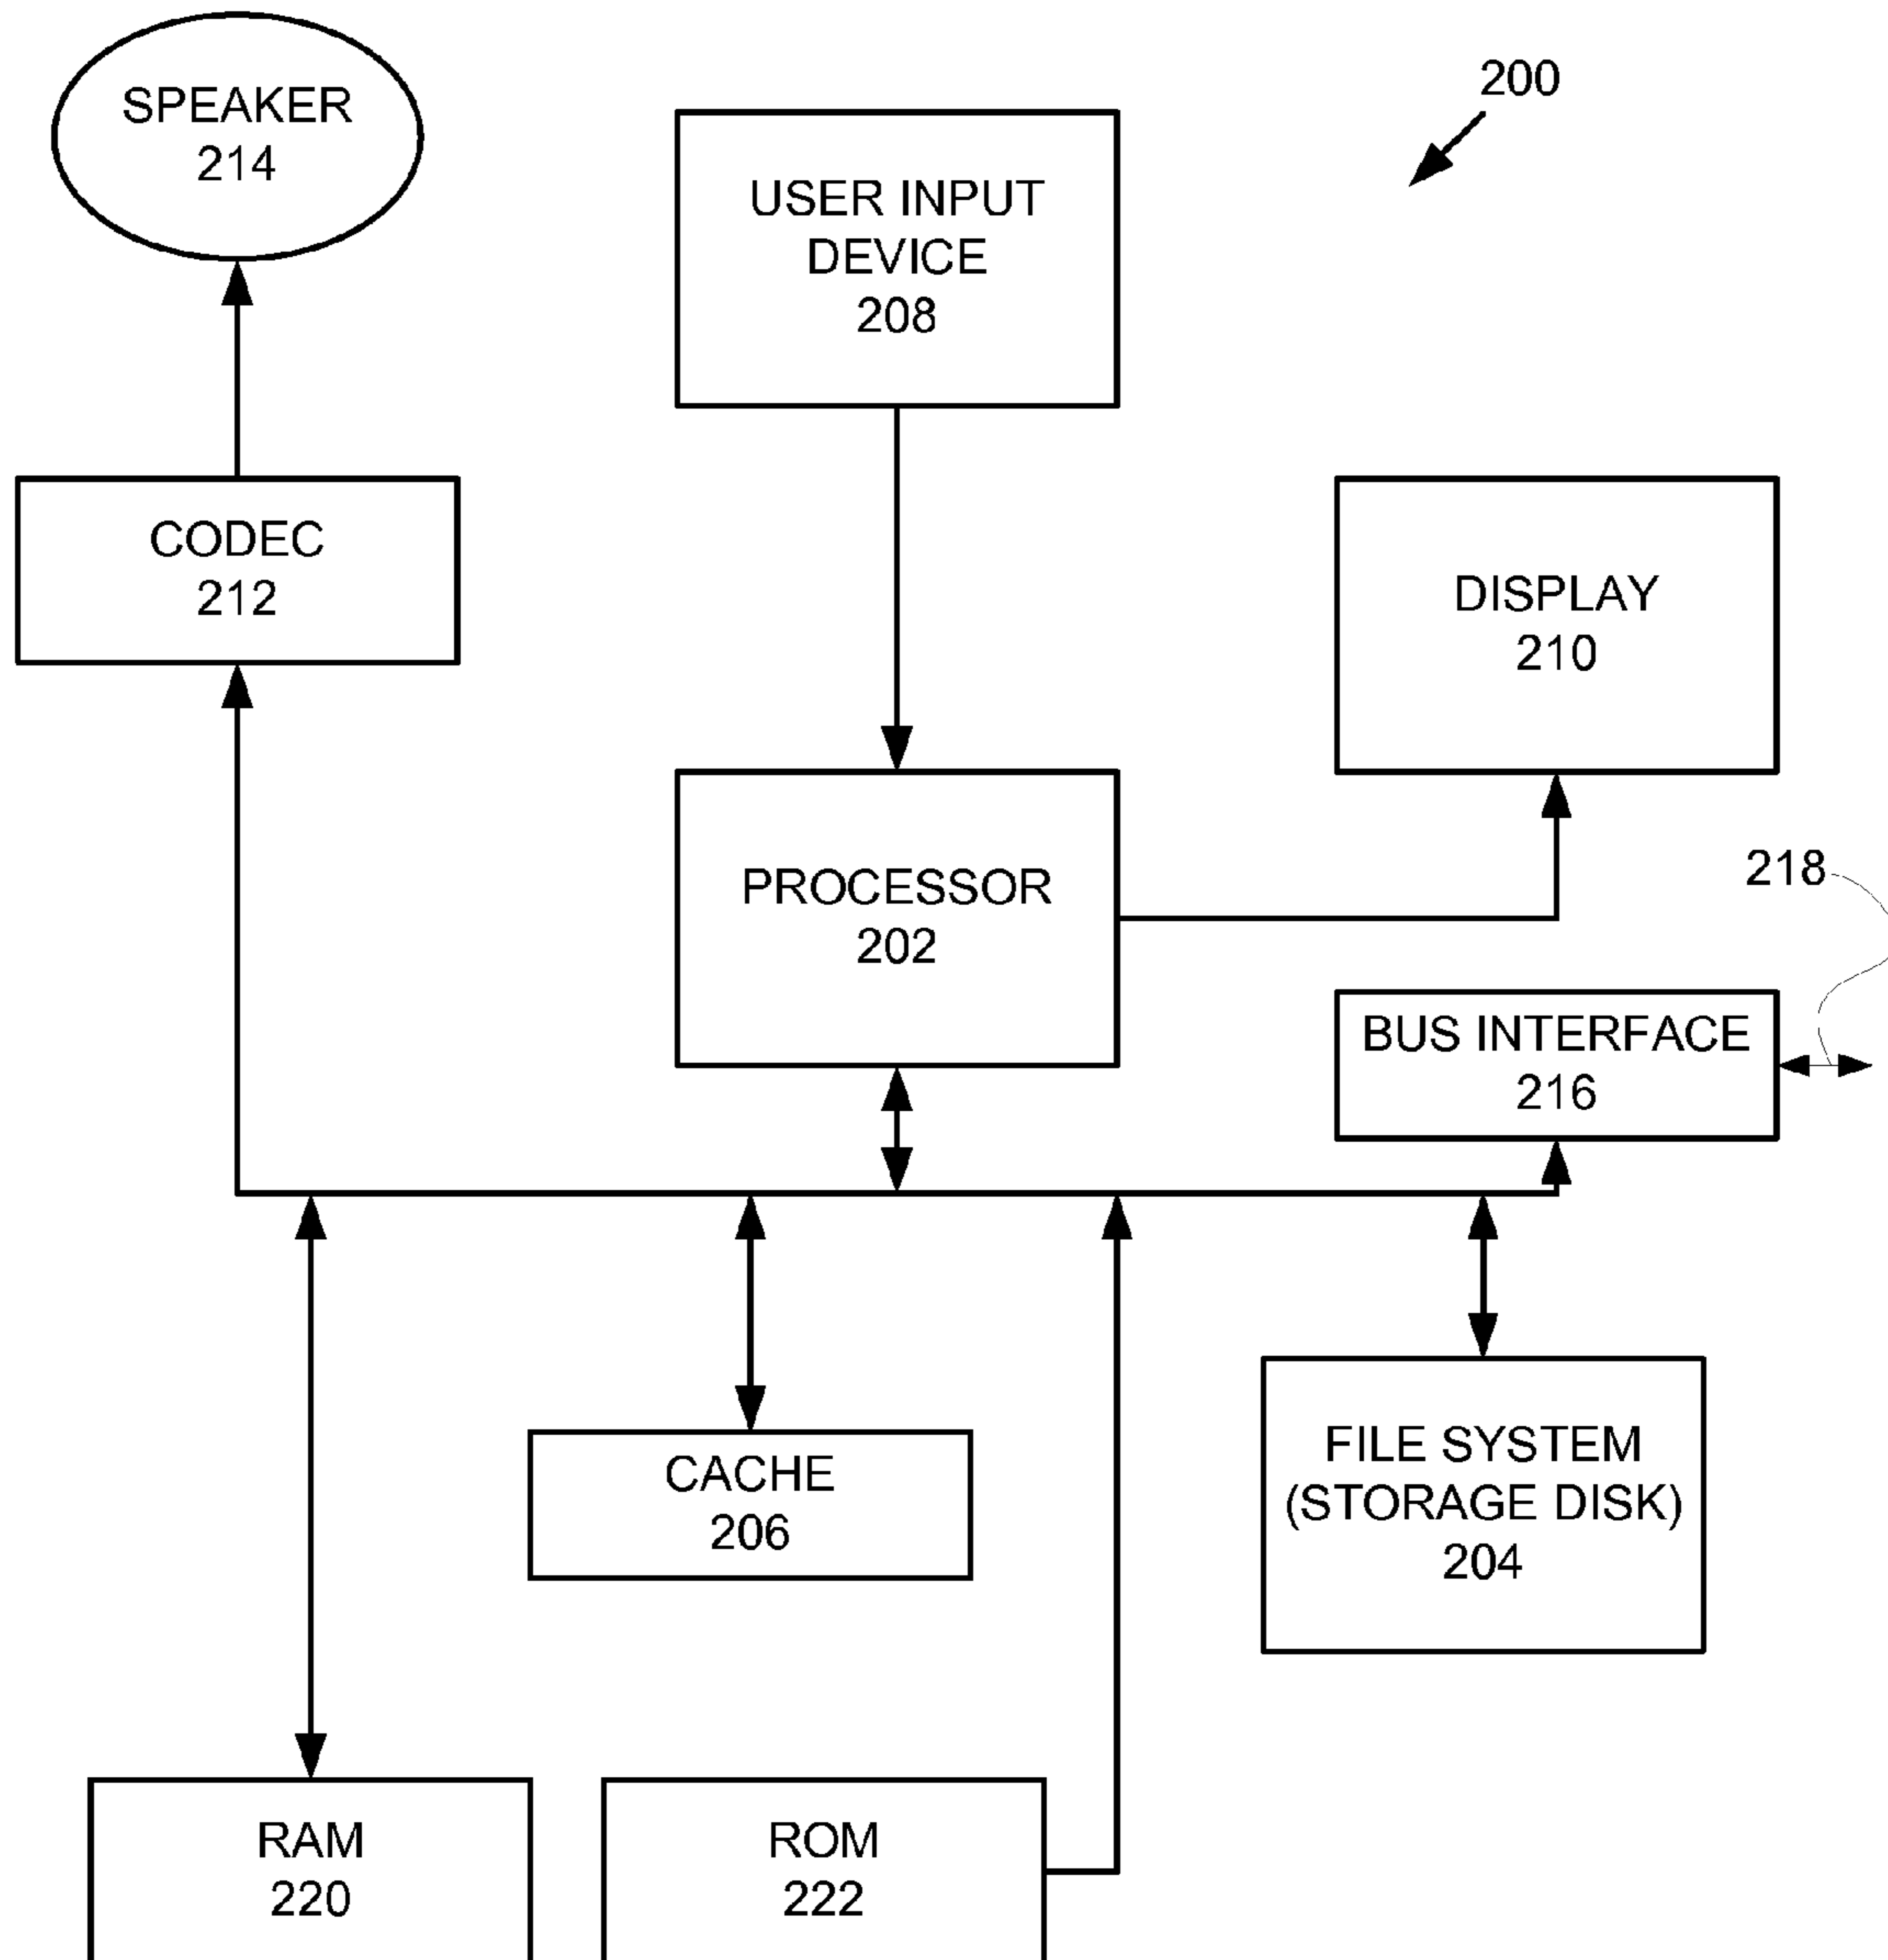 SPEAKER
214
200
USER INPUT
DEVICE
208
CODEC
212
DISPLAY
210
PROCESSOR
202
218
BUS INTERFACE
216
CACHE
206
FILE SYSTEM
(STORAGE DISK)
204
RAM
220
ROM
222